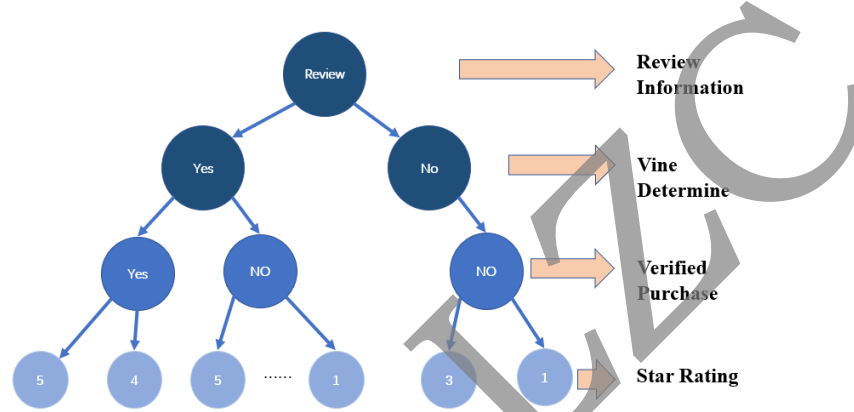 Review
Review
Information
Yes
No
Vine
Determine
Yes
NO
NO
Verified
Purchase
5
4
5
......
1
3
1
Star Rating
LZC